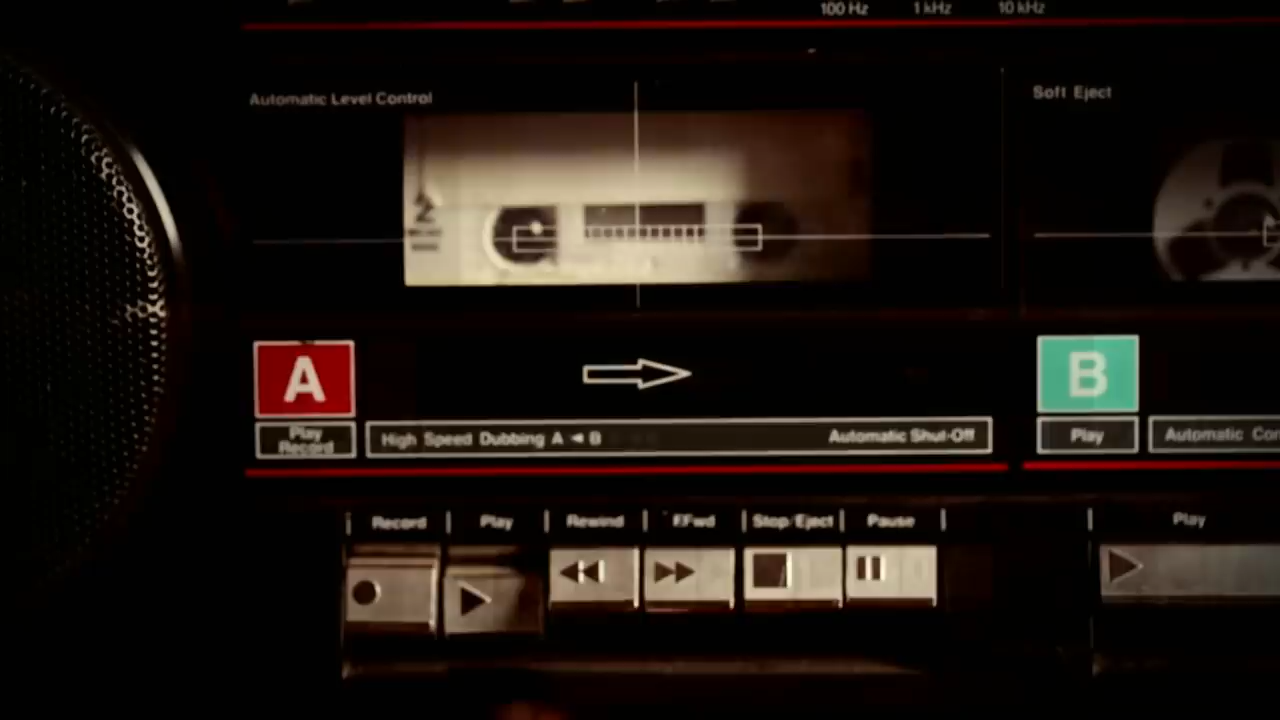 100 Hz 1 kHz 10 kHz
Automatic Level Control
Soft Eject
A
B
Play
Record
High Speed Dubbing A ◄ B
Automatic Shut-Off
Play
Record Play Rewind F.Fwd Stop/Eject Pause
Play